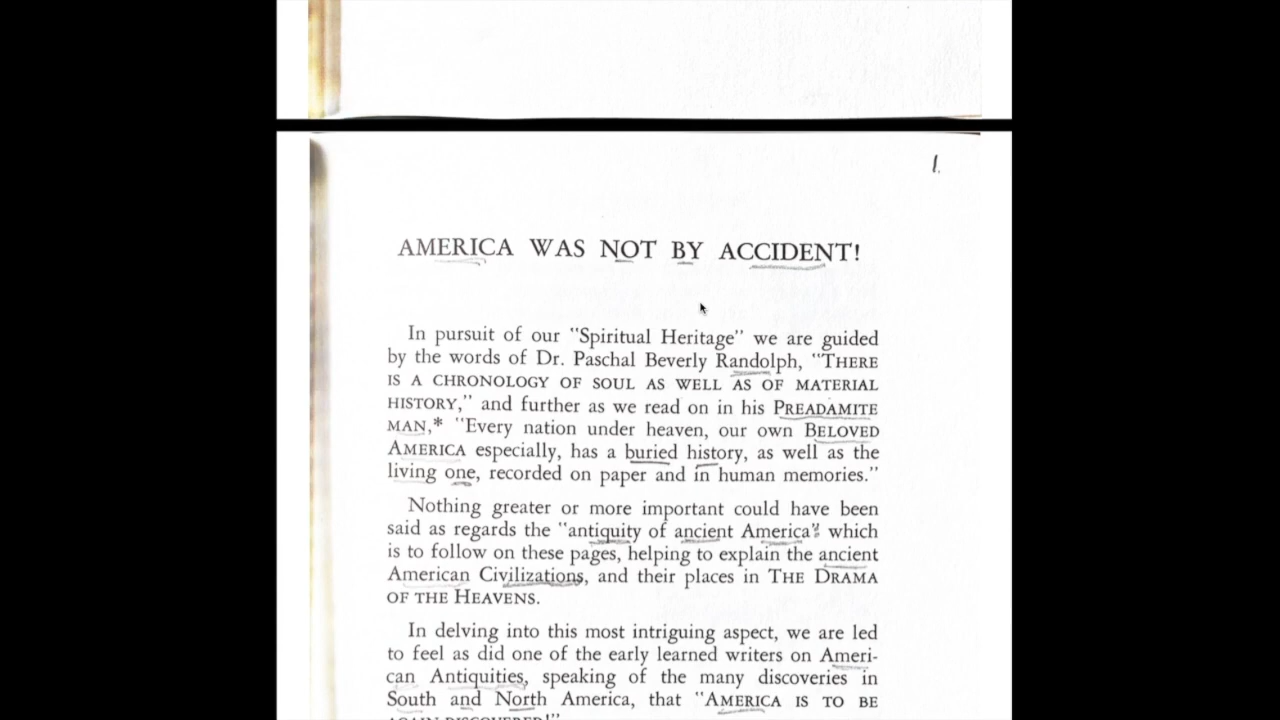 1.
AMERICA WAS NOT BY ACCIDENT!
In pursuit of our "Spiritual Heritage" we are guided
by the words of Dr. Paschal Beverly Randolph, "THERE
IS A CHRONOLOGY OF SOUL AS WELL AS OF MATERIAL
HISTORY," and further as we read on in his PREADAMITE
MAN,* "Every nation under heaven, our own BELOVED
AMERICA especially, has a buried history, as well as the
living one, recorded on paper and in human memories."
Nothing greater or more important could have been
said as regards the "antiquity of ancient America" which
is to follow on these pages, helping to explain the ancient
American Civilizations, and their places in THE DRAMA
OF THE HEAVENS.
In delving into this most intriguing aspect, we are led
to feel as did one of the early learned writers on Ameri-
can Antiquities, speaking of the many discoveries in
South and North America, that "AMERICA IS TO BE
AGAIN DISCOVERED!"